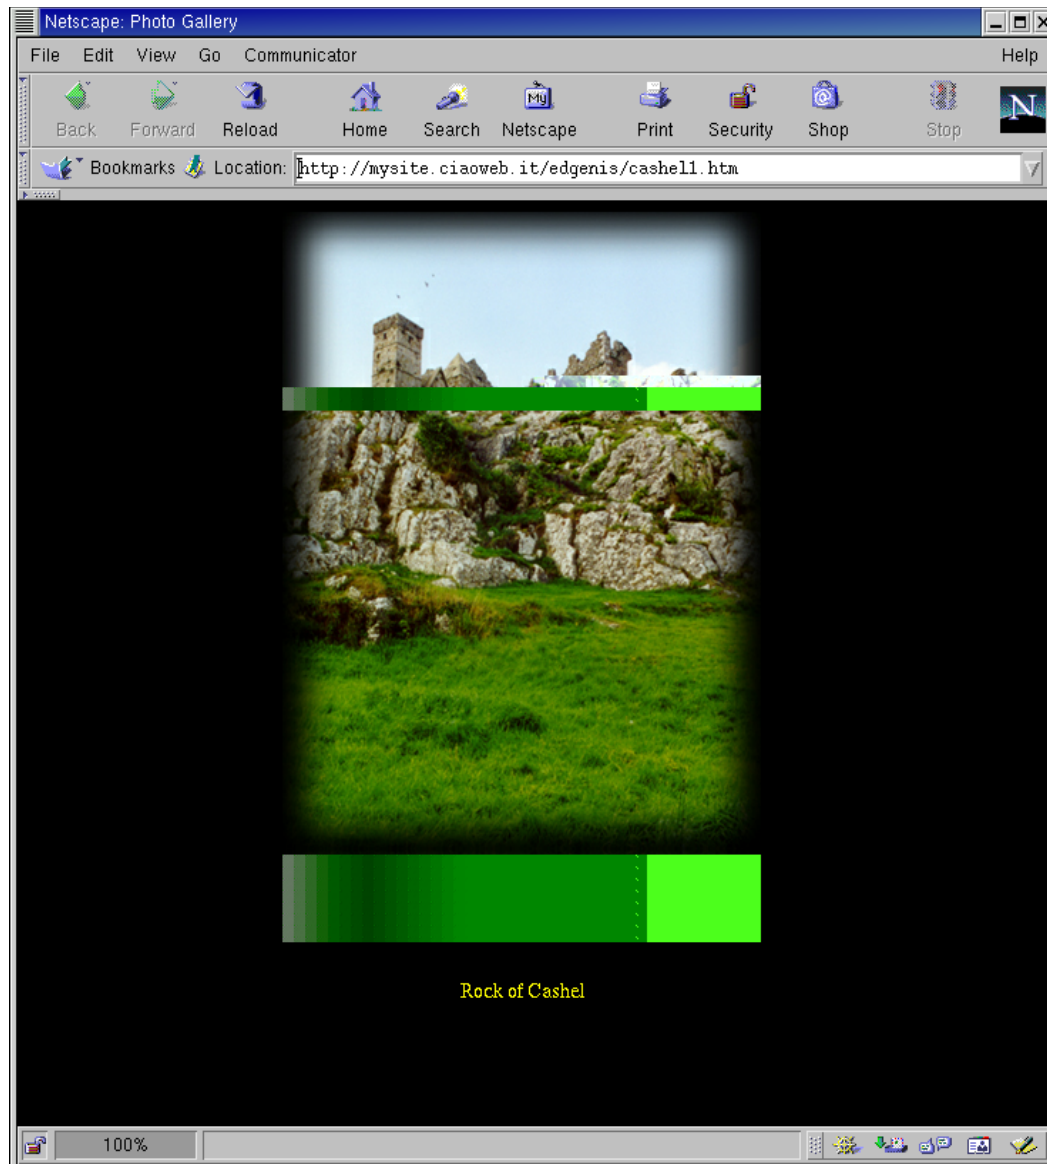 Netscape: Photo Gallery
File Edit View Go Communicator Help
Back Forward Reload Home Search Netscape Print Security Shop Stop
My
N
Bookmarks Location: http://mysite.ciaoweb.it/edgenis/cashel1.htm
Rock of Cashel
100%